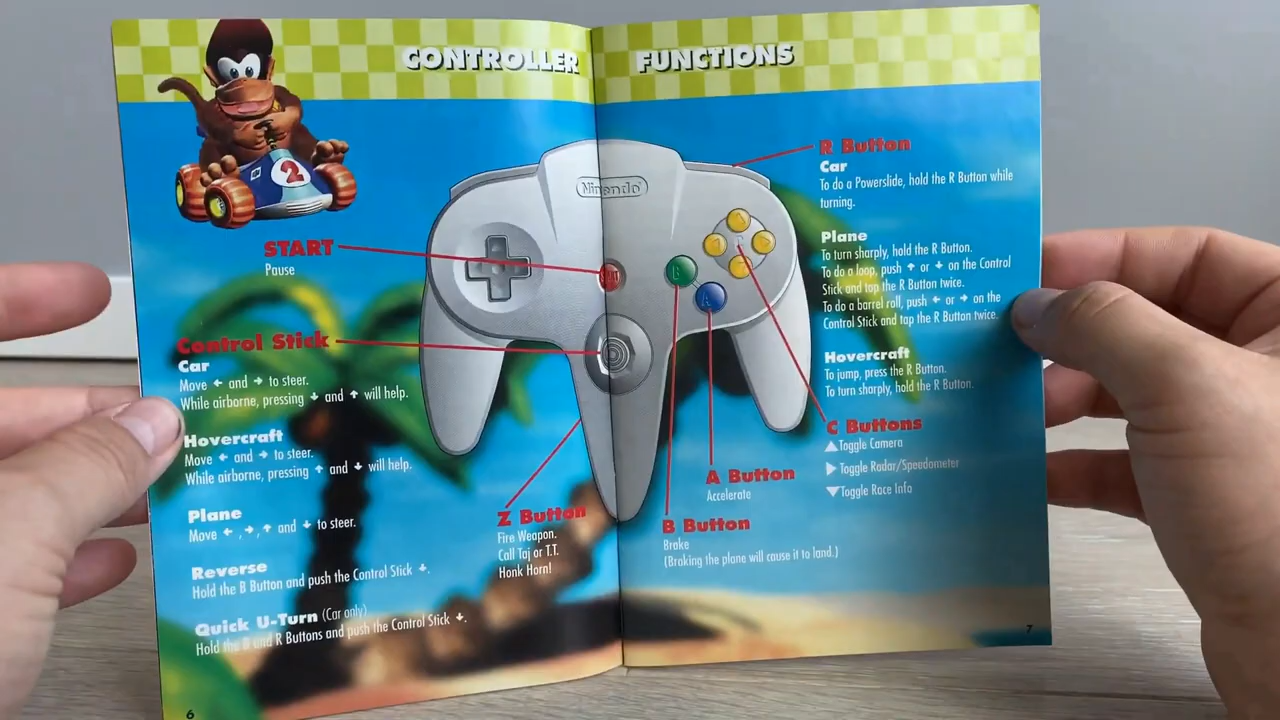 CONTROLLER FUNCTIONS
2
START
Pause
Control Stick
Car
Move ← and → to steer.
While airborne, pressing ↓ and ↑ will help.
Hovercraft
Move ← and → to steer.
While airborne, pressing ↑ and ↓ will help.
Plane
Move ←, →, ↑ and ↓ to steer.
Reverse
Hold the B Button and push the Control Stick ↓.
Quick U-Turn (Car only)
Hold the B and R Buttons and push the Control Stick ↓.
6
Nintendo
B
A
Z Button
Fire Weapon.
Call Taj or T.T.
Honk Horn!
A Button
Accelerate
B Button
Brake
(Braking the plane will cause it to land.)
R Button
Car
To do a Powerslide, hold the R Button while
turning.
Plane
To turn sharply, hold the R Button.
To do a loop, push ↑ or ↓ on the Control
Stick and tap the R Button twice.
To do a barrel roll, push ← or → on the
Control Stick and tap the R Button twice.
Hovercraft
To jump, press the R Button.
To turn sharply, hold the R Button.
C Buttons
▲Toggle Camera
▶Toggle Radar/Speedometer
▼Toggle Race Info
7